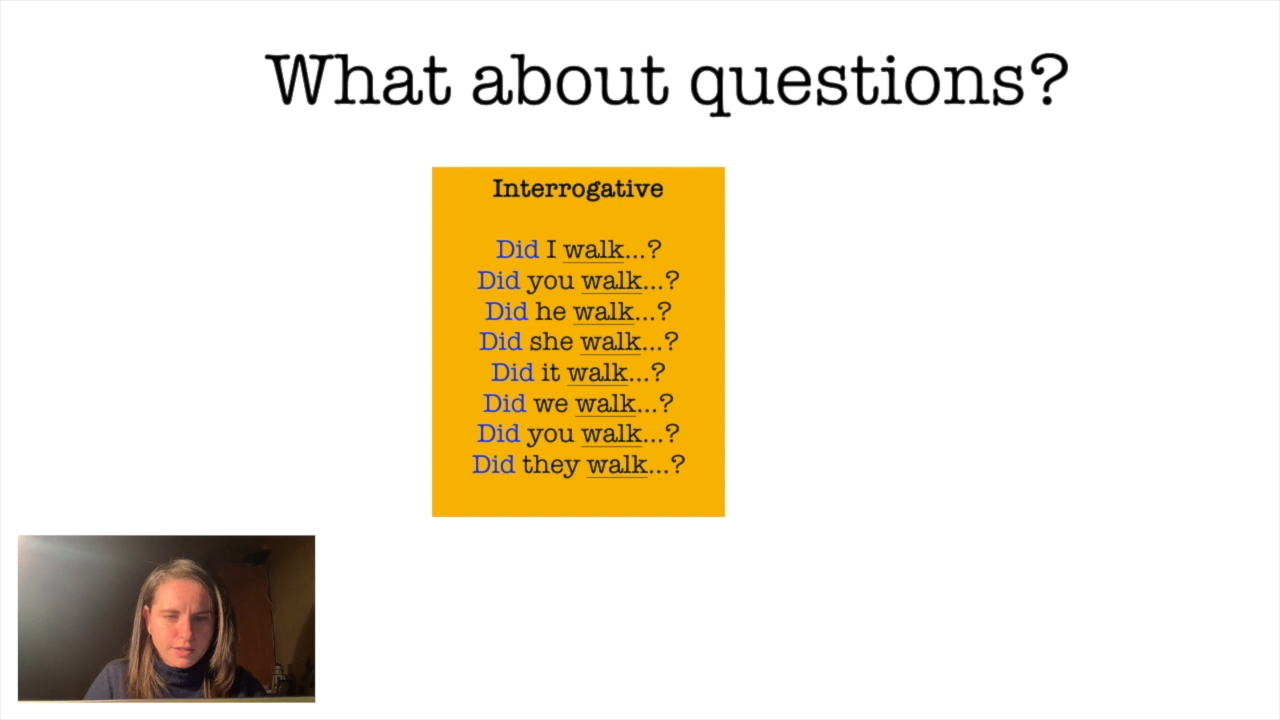 What about questions?
Interrogative
Did I walk...?
Did you walk...?
Did he walk...?
Did she walk...?
Did it walk...?
Did we walk...?
Did you walk...?
Did they walk...?